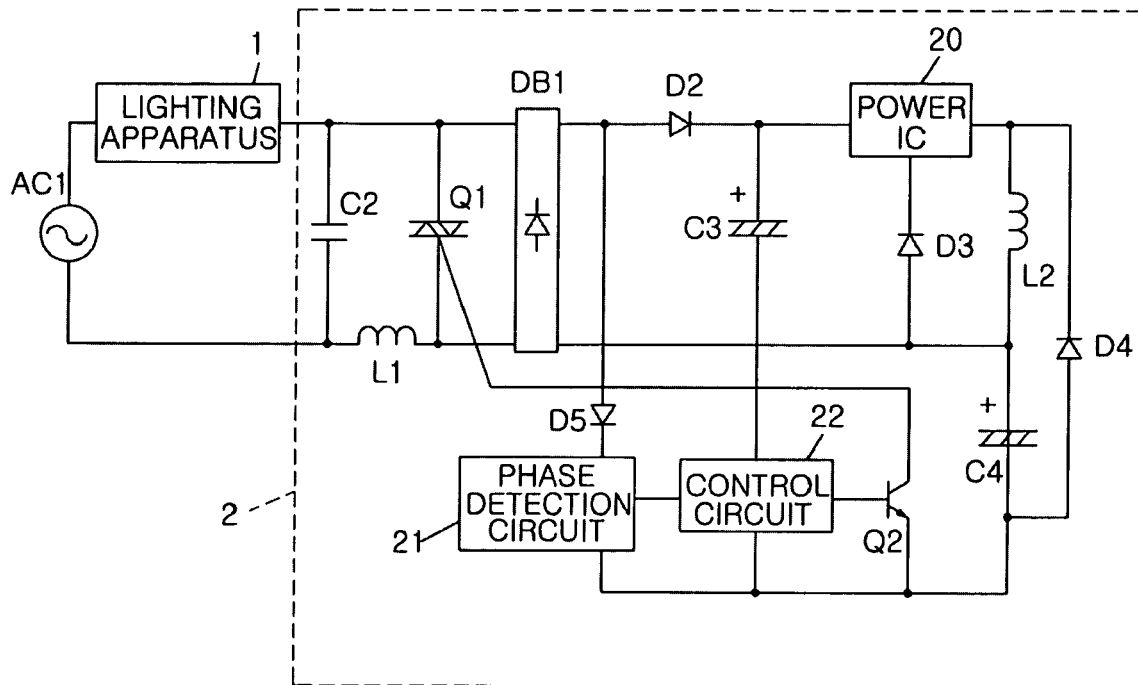 1
LIGHTING
APPARATUS
AC1
C2
Q1
DB1
D2
20
POWER
IC
+
C3
D3
L2
L1
D4
D5
22
+
C4
PHASE
DETECTION
CIRCUIT
CONTROL
CIRCUIT
2
21
Q2